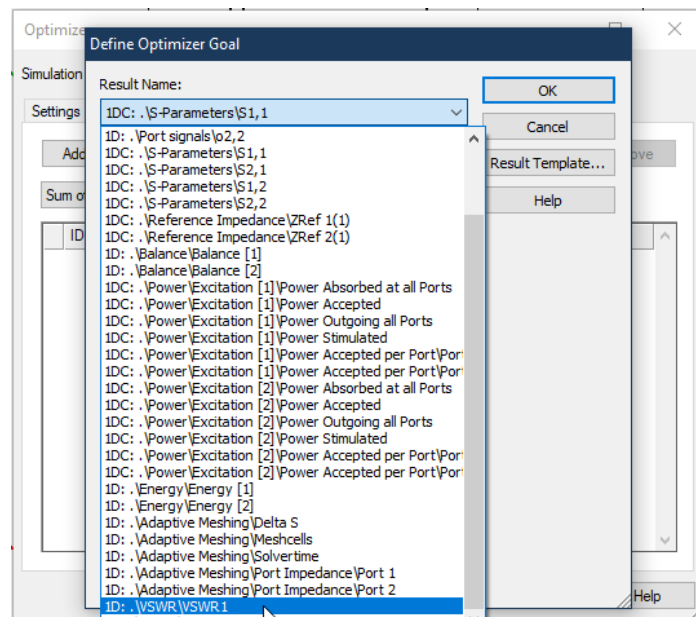 Optimize
Define Optimizer Goal
Simulation
Result Name:
OK
Settings
1DC: .\S-Parameters\S1,1
Cancel
1D: .\Port signals\o2,2
Add
1DC: .\S-Parameters\S1,1
ove
1DC: .\S-Parameters\S2,1
Result Template...
1DC: .\S-Parameters\S1,2
Sum of
1DC: .\S-Parameters\S2,2
Help
1DC: .\Reference Impedance\ZRef 1(1)
ID
1DC: .\Reference Impedance\ZRef 2(1)
1D: .\Balance\Balance [1]
1D: .\Balance\Balance [2]
1DC: .\Power\Excitation [1]\Power Absorbed at all Ports
1DC: .\Power\Excitation [1]\Power Accepted
1DC: .\Power\Excitation [1]\Power Outgoing all Ports
1DC: .\Power\Excitation [1]\Power Stimulated
1DC: .\Power\Excitation [1]\Power Accepted per Port\Port
1DC: .\Power\Excitation [1]\Power Accepted per Port\Port
1DC: .\Power\Excitation [2]\Power Absorbed at all Ports
1DC: .\Power\Excitation [2]\Power Accepted
1DC: .\Power\Excitation [2]\Power Outgoing all Ports
1DC: .\Power\Excitation [2]\Power Stimulated
1DC: .\Power\Excitation [2]\Power Accepted per Port\Port
1DC: .\Power\Excitation [2]\Power Accepted per Port\Port
1D: .\Energy\Energy [1]
1D: .\Energy\Energy [2]
1D: .\Adaptive Meshing\Delta S
1D: .\Adaptive Meshing\Meshcells
1D: .\Adaptive Meshing\Solvertime
1D: .\Adaptive Meshing\Port Impedance\Port 1
1D: .\Adaptive Meshing\Port Impedance\Port 2
Help
1D: .\VSWR\VSWR1